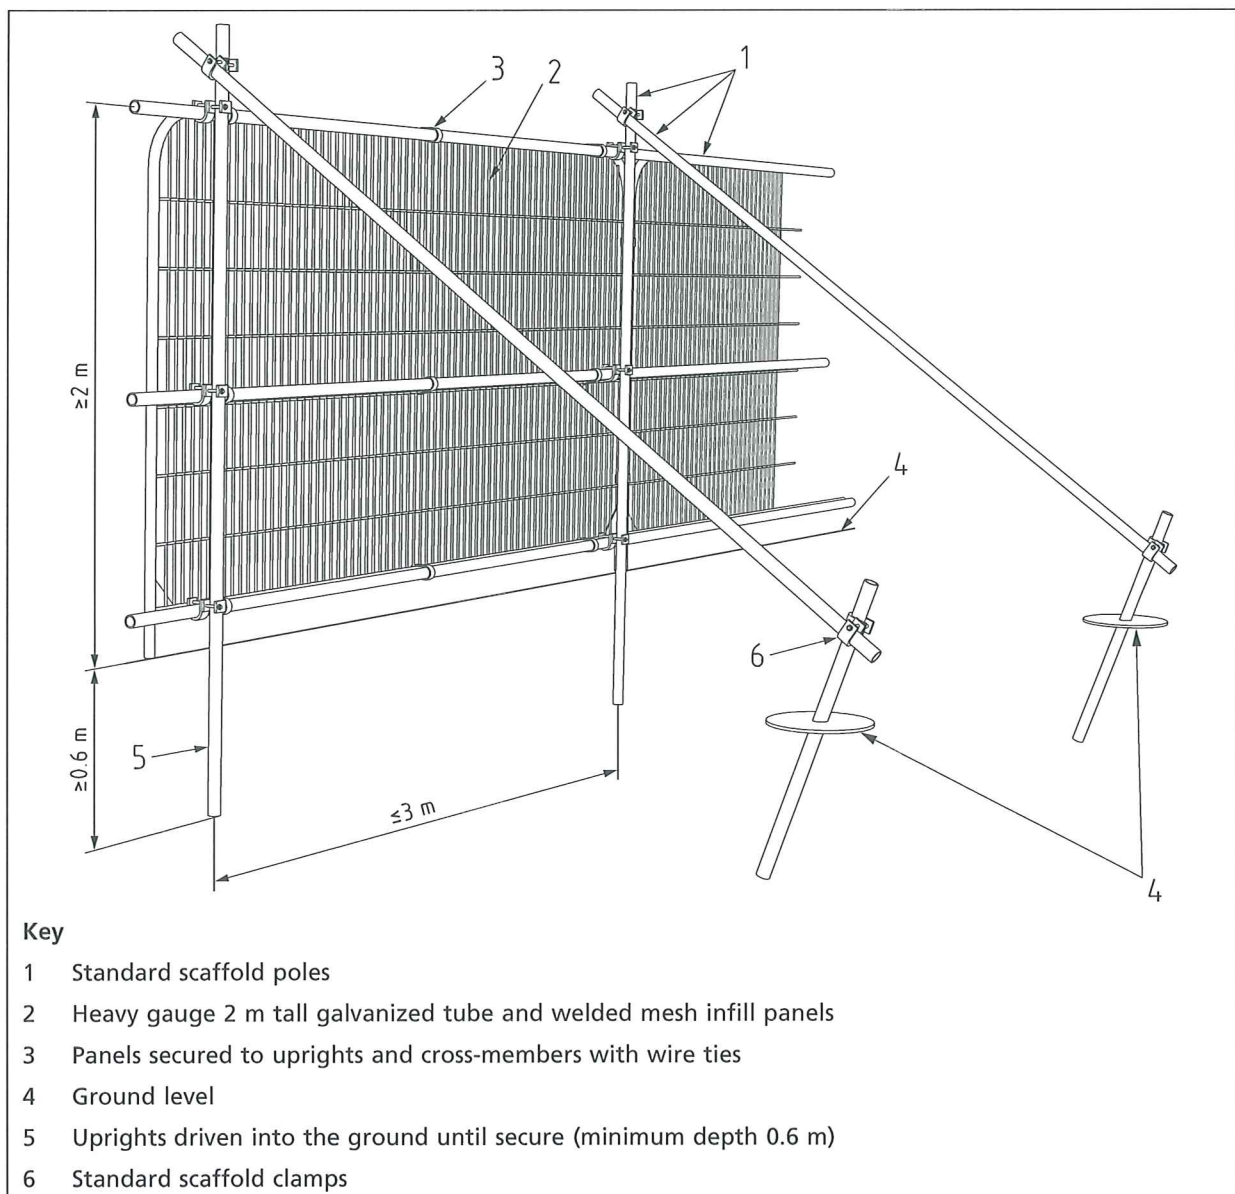 1
3
2
≥2 m
4
6
5
≥0.6 m
≤3 m
4
Key
1 Standard scaffold poles
2 Heavy gauge 2 m tall galvanized tube and welded mesh infill panels
3 Panels secured to uprights and cross-members with wire ties
4 Ground level
5 Uprights driven into the ground until secure (minimum depth 0.6 m)
6 Standard scaffold clamps